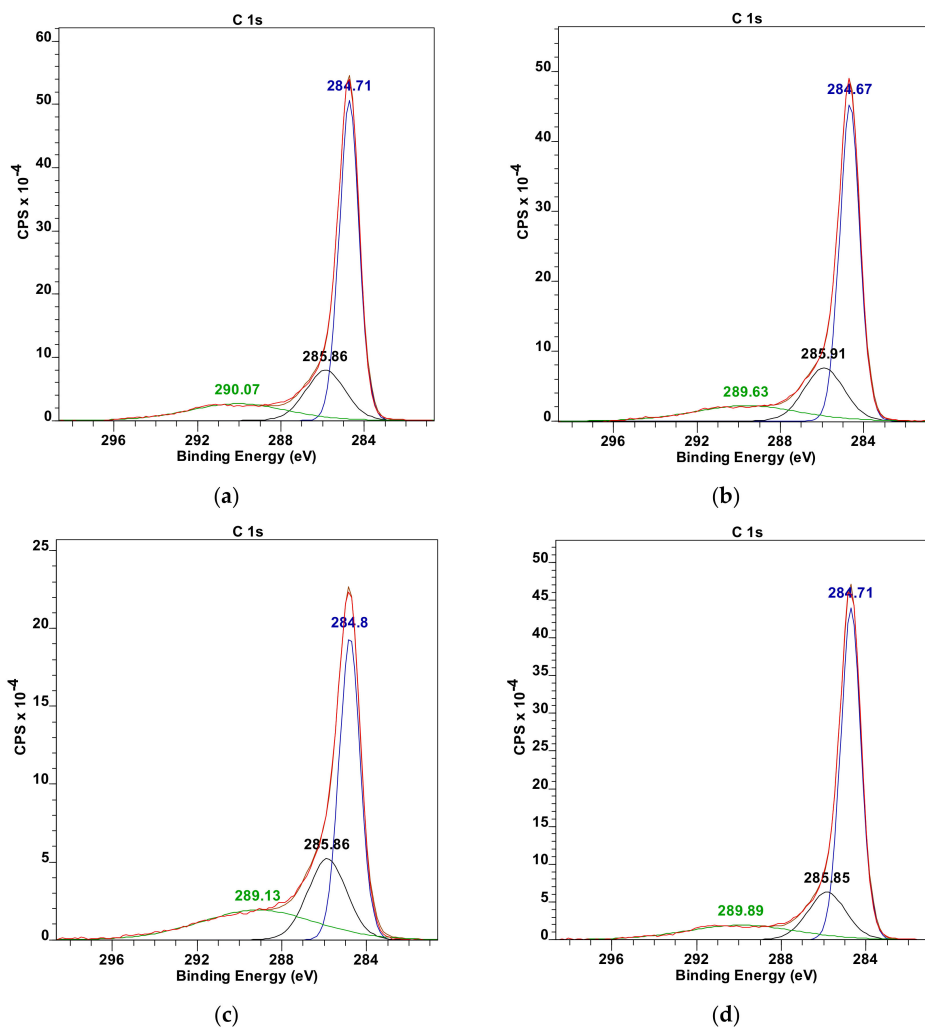 C 1s
60
50
40
30
20
10
0
CPS x 10⁻⁴
284.71
285.86
290.07
296 292 288 284
Binding Energy (eV)
(a)
C 1s
50
40
30
20
10
0
CPS x 10⁻⁴
284.67
285.91
289.63
296 292 288 284
Binding Energy (eV)
(b)
C 1s
25
20
15
10
5
0
CPS x 10⁻⁴
284.8
285.86
289.13
296 292 288 284
Binding Energy (eV)
(c)
C 1s
50
45
40
35
30
25
20
15
10
5
0
CPS x 10⁻⁴
284.71
285.85
289.89
296 292 288 284
Binding Energy (eV)
(d)